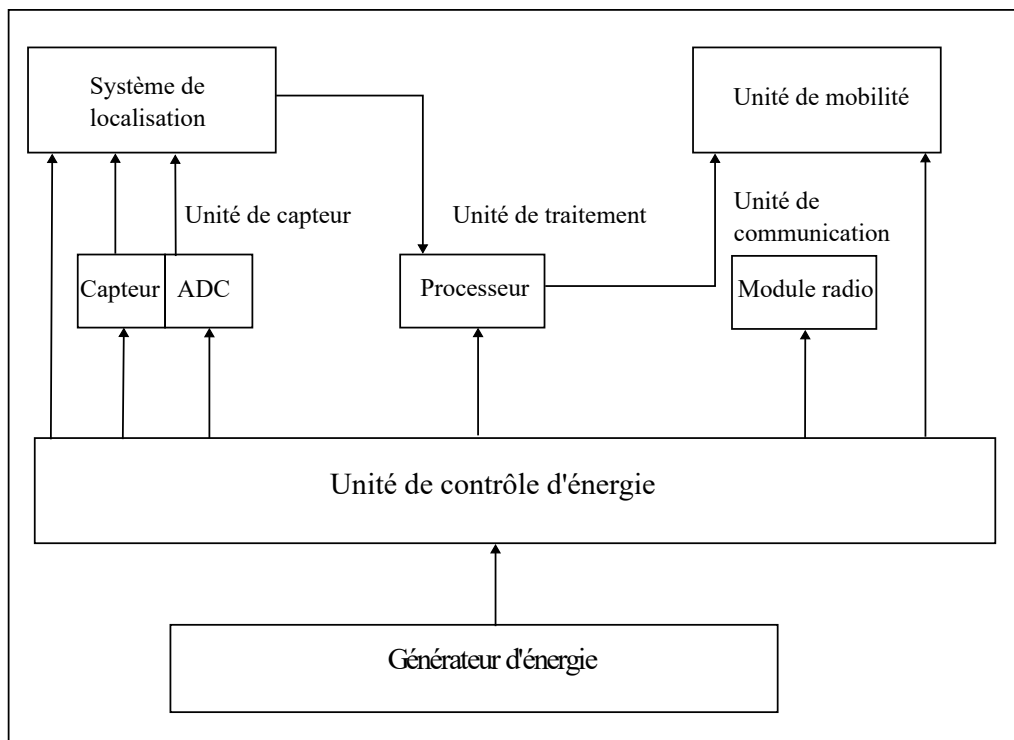 Système de
localisation
Unité de mobilité
Unité de capteur
Unité de traitement
Unité de
communication
Capteur
ADC
Processeur
Module radio
Unité de contrôle d'énergie
Générateur d'énergie